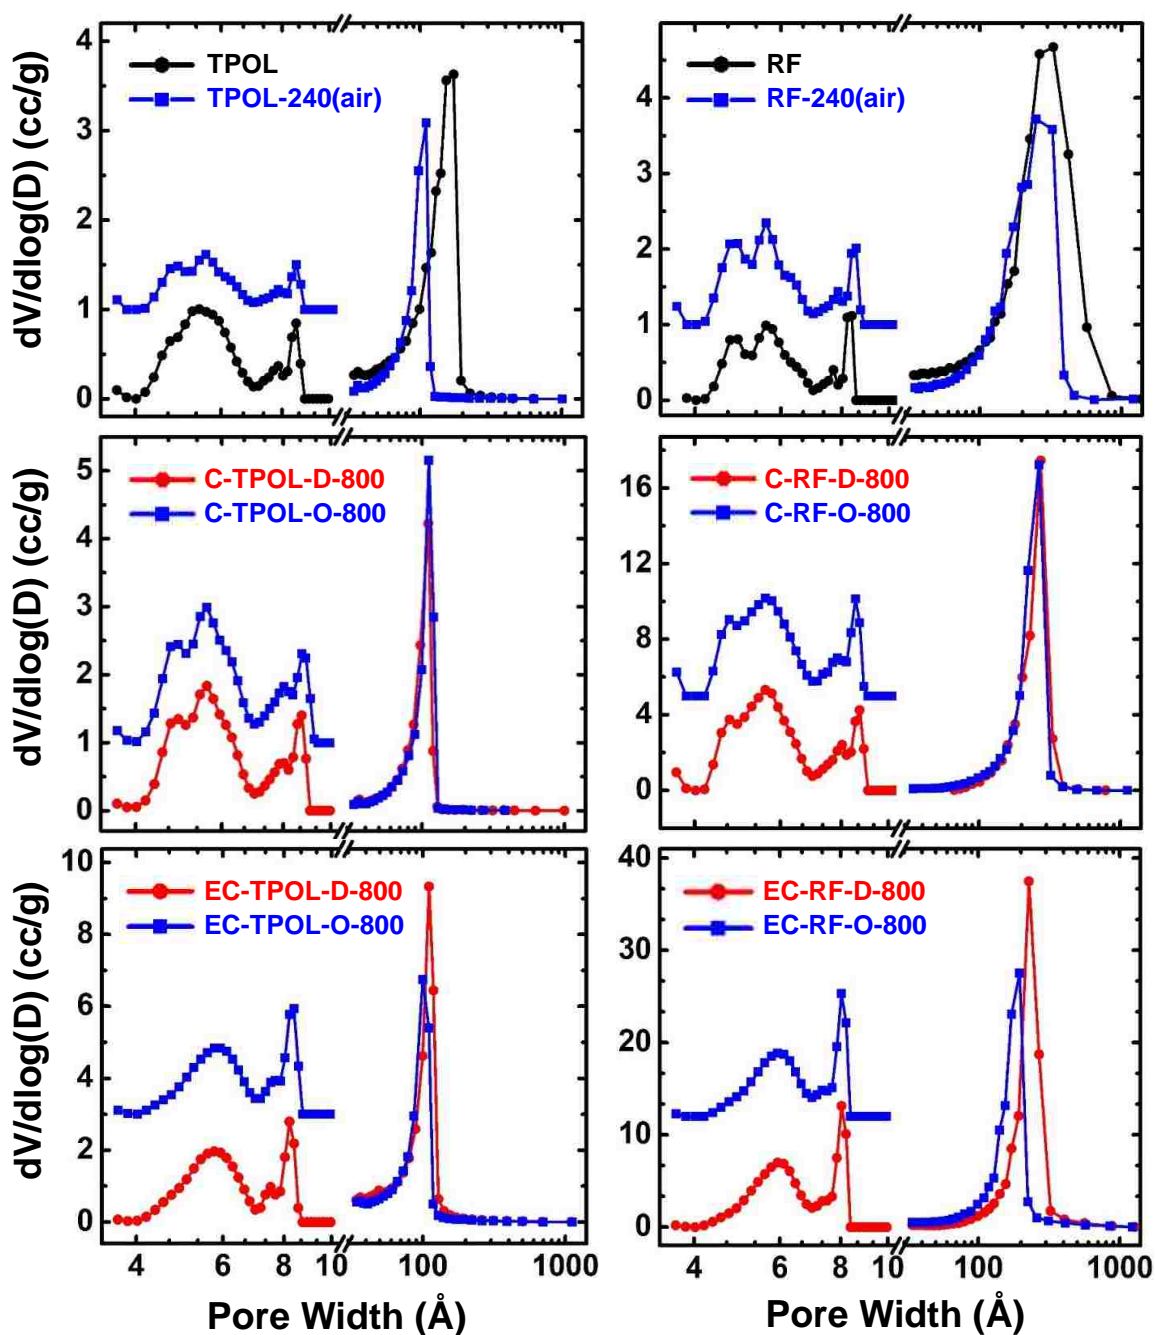 dV/dlog(D) (cc/g)
4
3
2
1
0
TPOL
TPOL-240(air)
5
4
3
2
1
0
RF
RF-240(air)
dV/dlog(D) (cc/g)
5
4
3
2
1
0
C-TPOL-D-800
C-TPOL-O-800
16
12
8
4
0
C-RF-D-800
C-RF-O-800
dV/dlog(D) (cc/g)
10
8
6
4
2
0
EC-TPOL-D-800
EC-TPOL-O-800
40
30
20
10
0
EC-RF-D-800
EC-RF-O-800
4 6 8 10 100 1000
4 6 8 10 100 1000
Pore Width (Å)
Pore Width (Å)